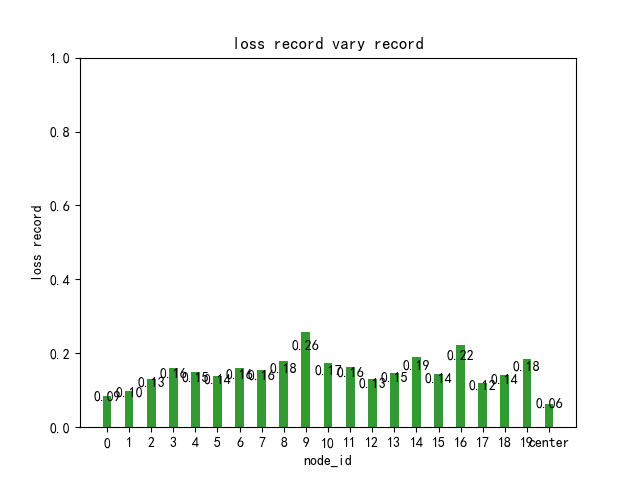 loss record vary record
1.0
0.8
0.6
0.4
0.2
0.0
loss record
0.09 0.10 0.13 0.16 0.15 0.14 0.16 0.16 0.18 0.26 0.17 0.16 0.13 0.15 0.19 0.14 0.22 0.12 0.14 0.18 0.06
0 1 2 3 4 5 6 7 8 9 10 11 12 13 14 15 16 17 18 19 center
node_id